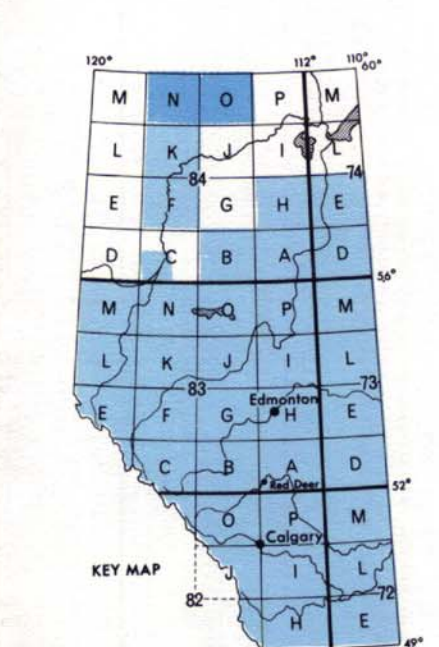 120° 112° 110°
60°
M N O P M
L K J I L
84 74
E F G H E
D C B A D
56°
M N O P M
L K J I L
83 73
Edmonton
E F G H E
C B A D
Red Deer
52°
O P M
Calgary
KEY MAP
J I L
82 72
H E
49°